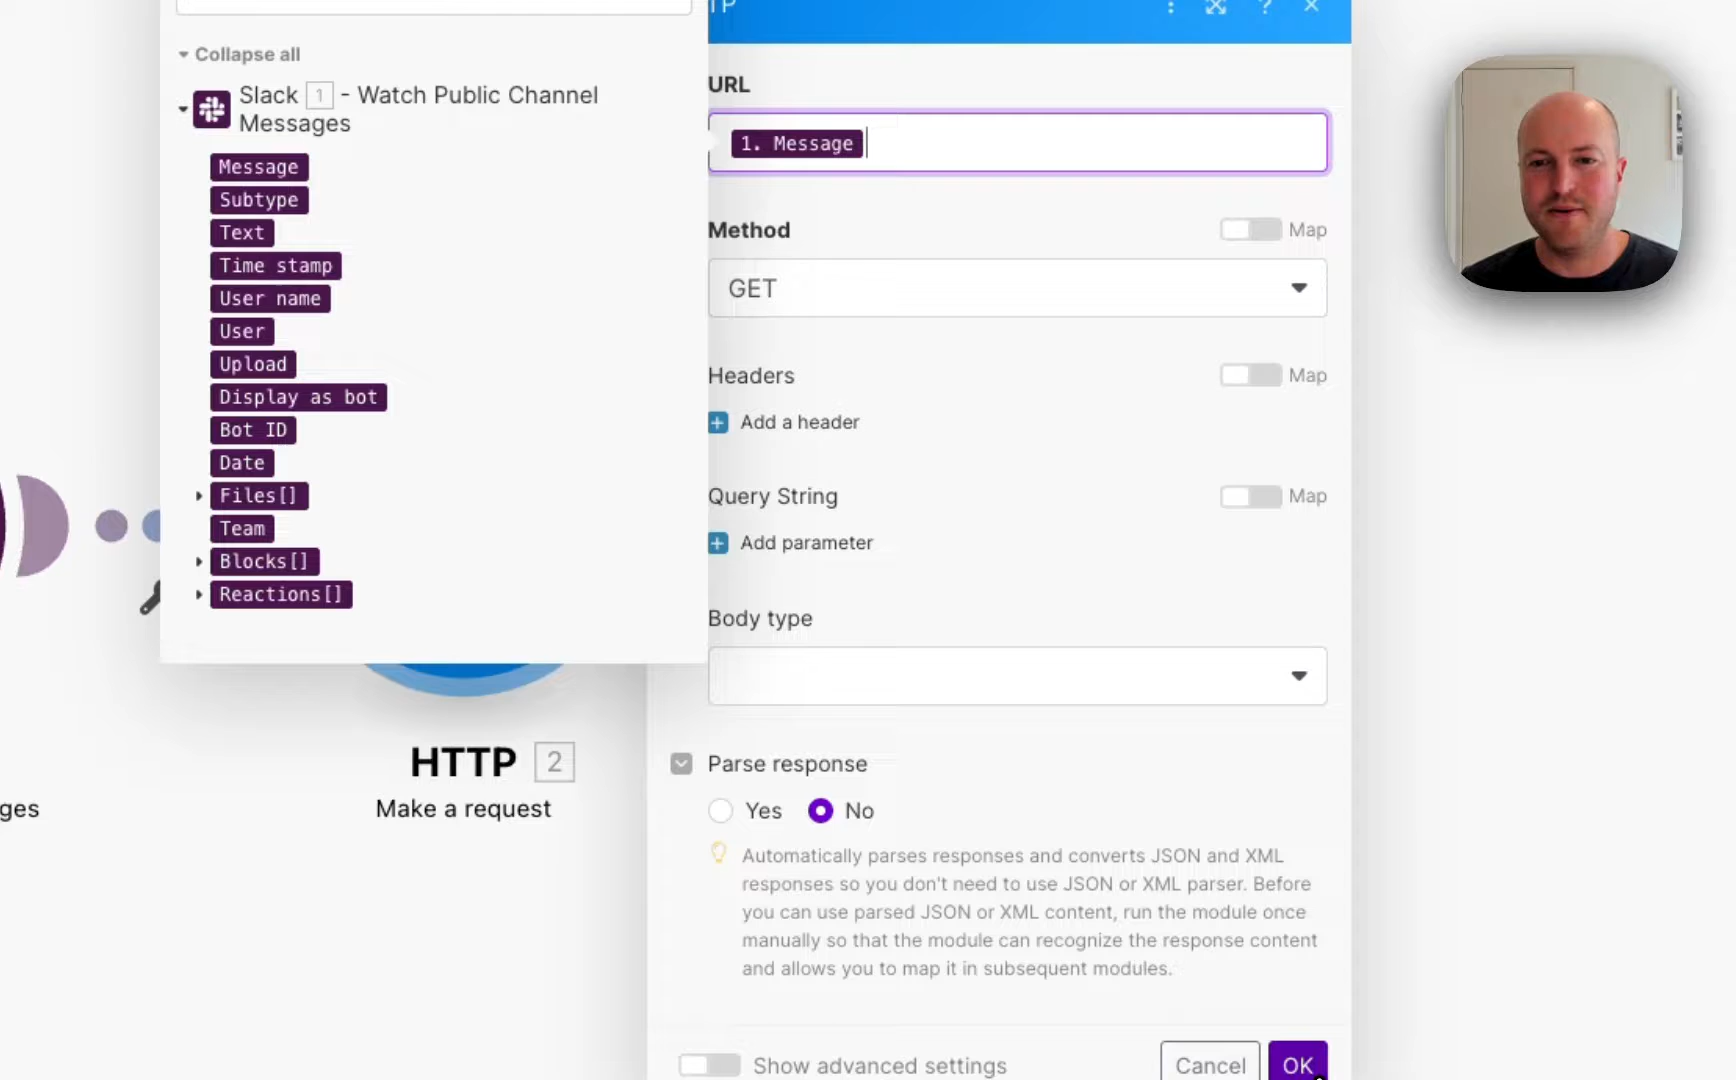 TP
?
Collapse all
Slack 1 - Watch Public Channel
Messages
Message
Subtype
Text
Time stamp
User name
User
Upload
Display as bot
Bot ID
Date
Files[]
Team
Blocks[]
Reactions[]
URL
1. Message
Method
Map
GET
Headers
Map
Add a header
Query String
Map
Add parameter
Body type
HTTP 2
Make a request
ges
Parse response
Yes
No
Automatically parses responses and converts JSON and XML
responses so you don't need to use JSON or XML parser. Before
you can use parsed JSON or XML content, run the module once
manually so that the module can recognize the response content
and allows you to map it in subsequent modules.
Show advanced settings
Cancel
OK